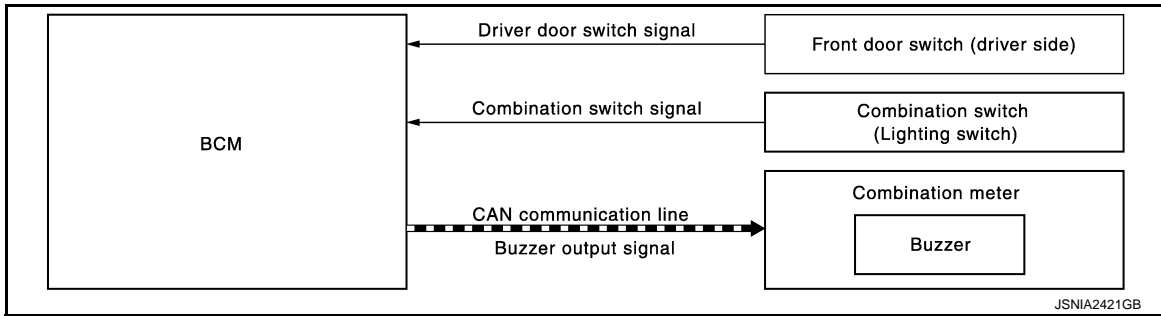 BCM
Driver door switch signal
Front door switch (driver side)
Combination switch signal
Combination switch
(Lighting switch)
CAN communication line
Buzzer output signal
Combination meter
Buzzer
JSNIA2421GB